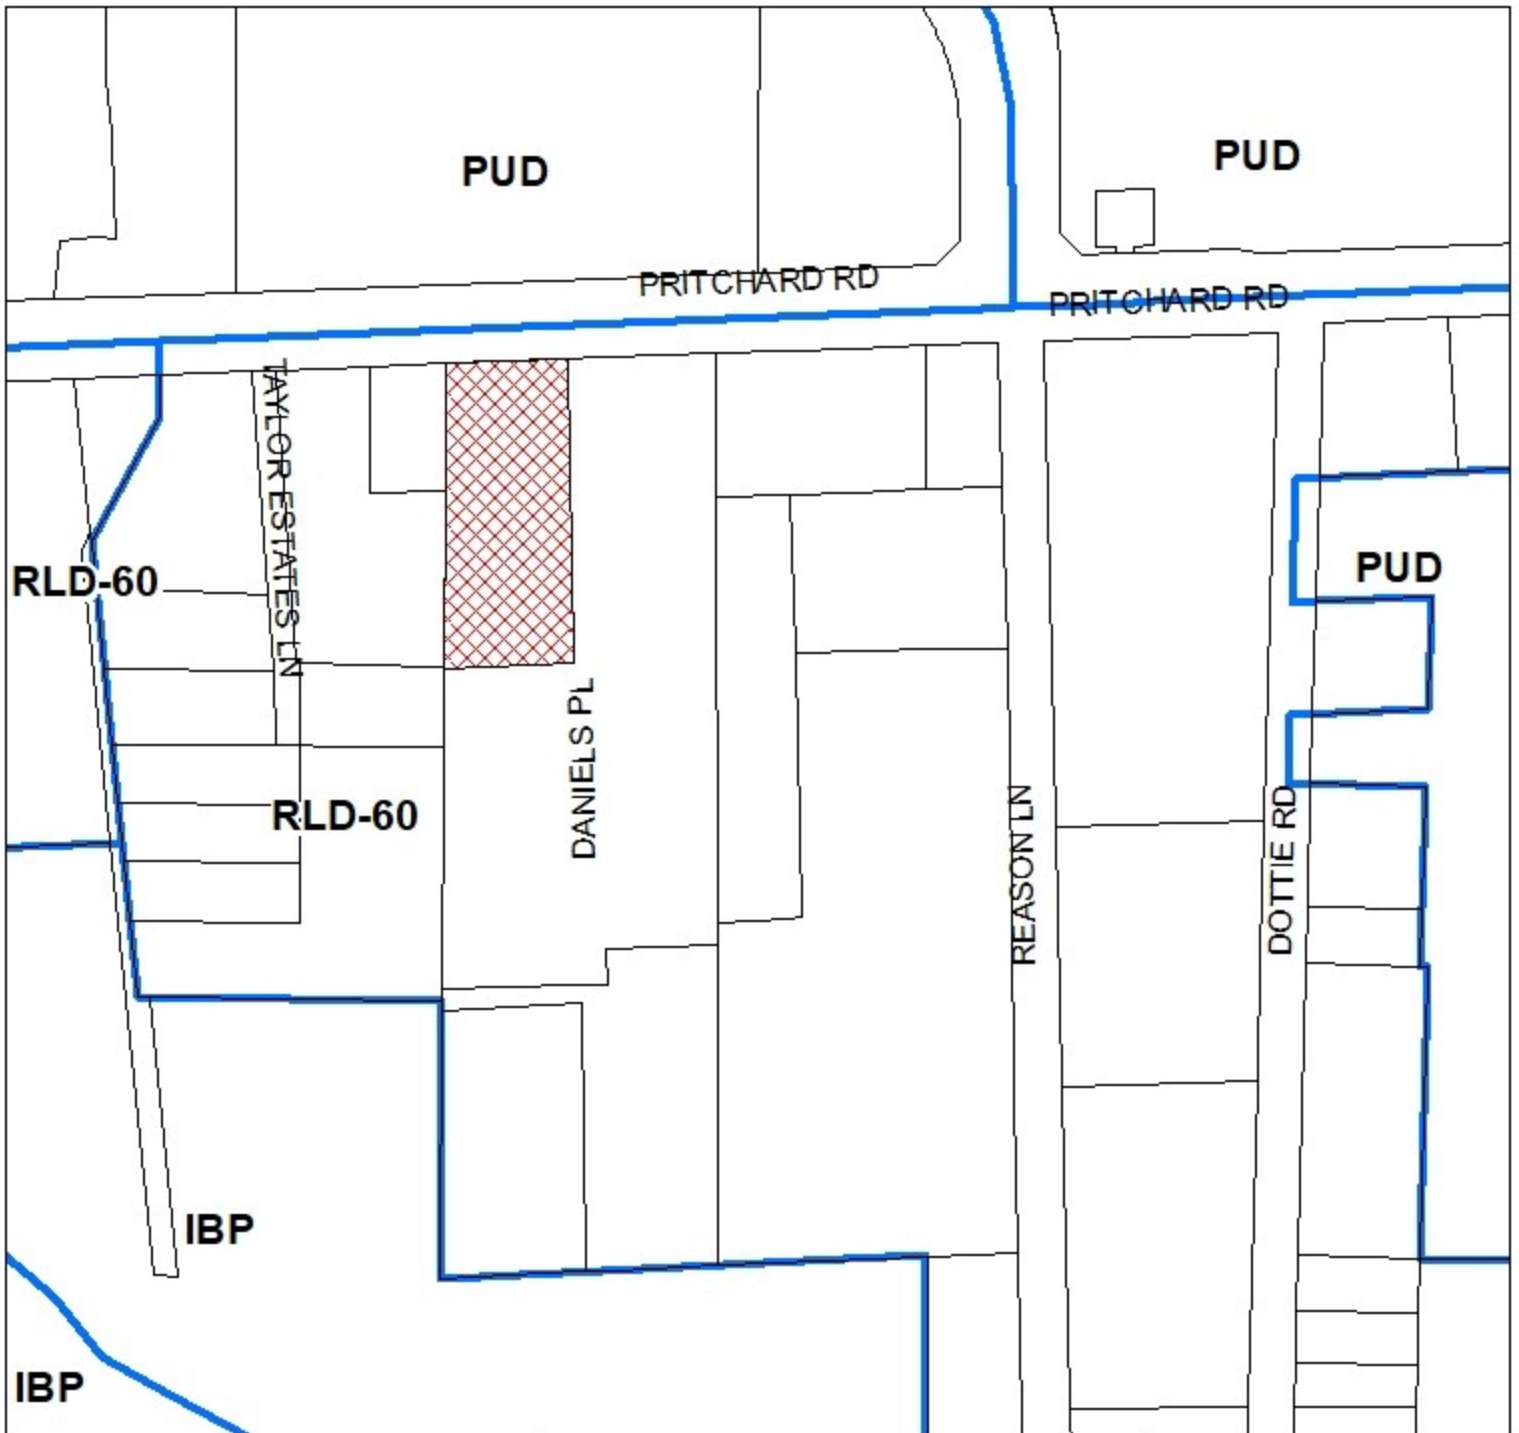 PUD
PUD
PRITCHARD RD
PRITCHARD RD
TAYLOR ESTATES LN
RLD-60
PUD
DANIELS PL
RLD-60
REASON LN
DOTTIE RD
IBP
IBP